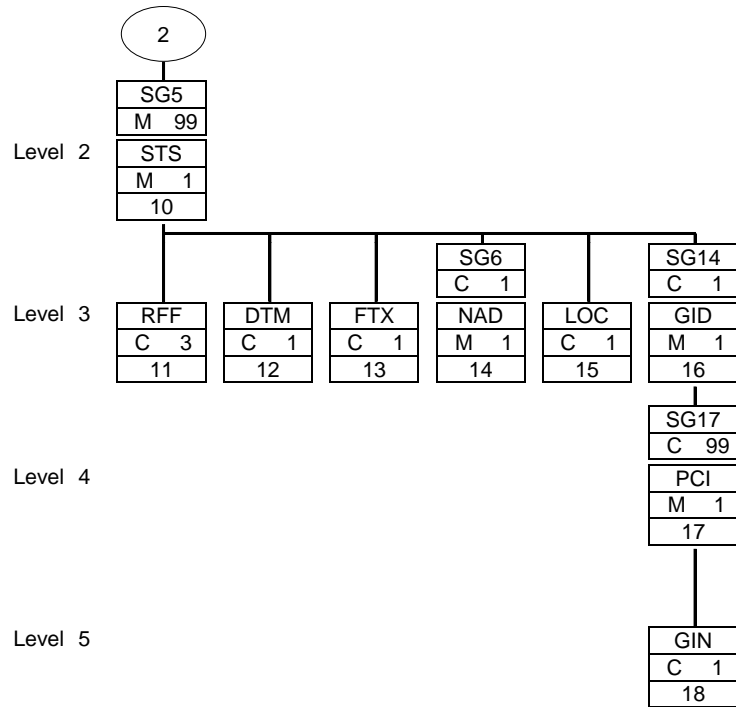 2
SG5
M 99
Level 2
STS
M 1
10
SG6
SG14
C 1
C 1
Level 3
RFF
DTM
FTX
NAD
LOC
GID
C 3
C 1
C 1
M 1
C 1
M 1
11
12
13
14
15
16
SG17
C 99
Level 4
PCI
M 1
17
Level 5
GIN
C 1
18